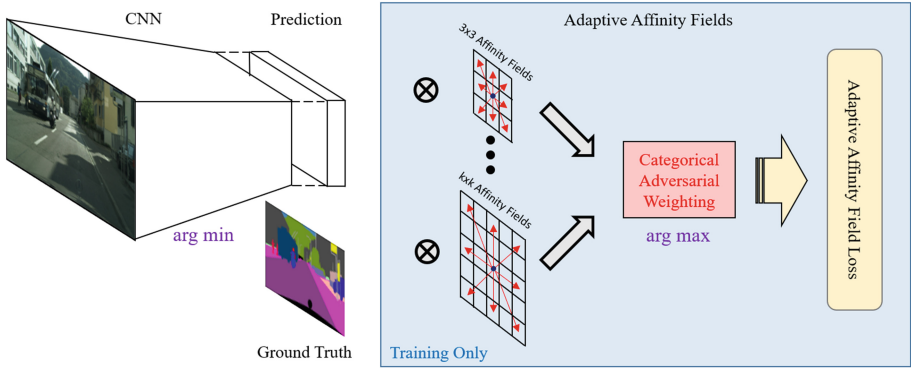 CNN
Prediction
arg min
Ground Truth
Adaptive Affinity Fields
3x3 Affinity Fields
kxk Affinity Fields
Categorical
Adversarial
Weighting
arg max
Adaptive Affinity Field Loss
Training Only